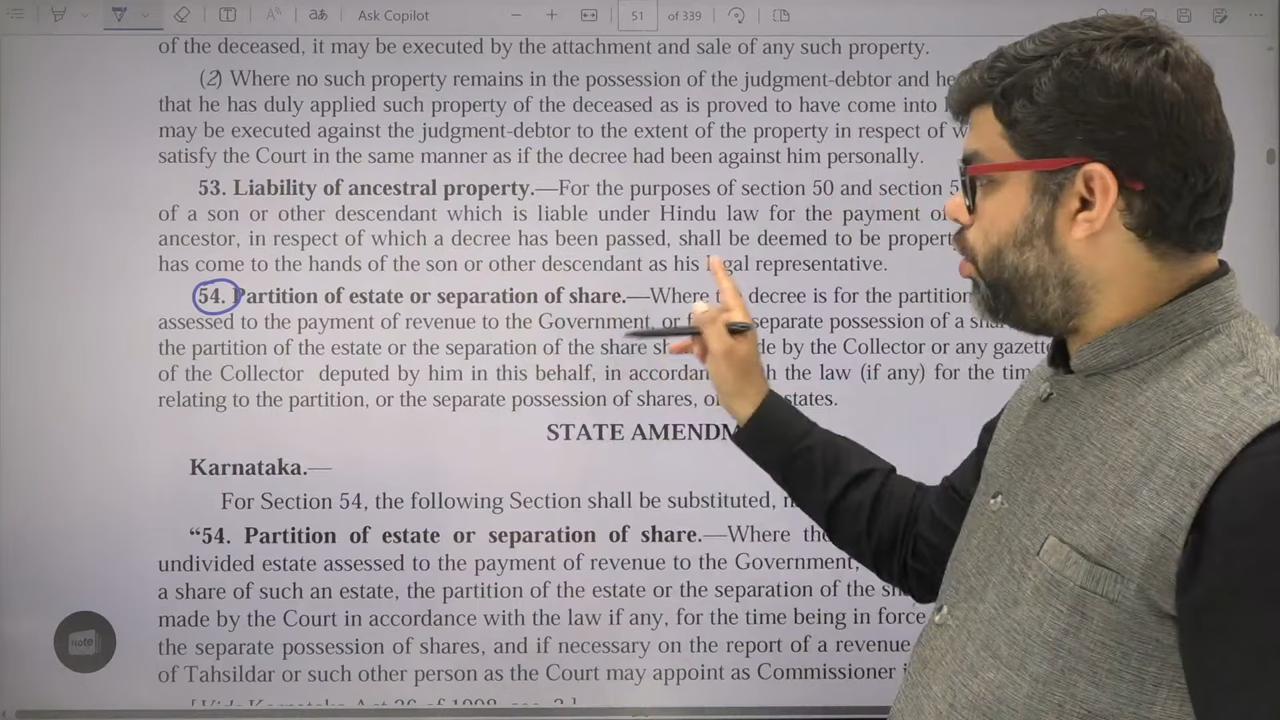 Ask Copilot
51
of 339
of the deceased, it may be executed by the attachment and sale of any such property.
(2) Where no such property remains in the possession of the judgment-debtor and he
that he has duly applied such property of the deceased as is proved to have come into
may be executed against the judgment-debtor to the extent of the property in respect of
satisfy the Court in the same manner as if the decree had been against him personally.
53. Liability of ancestral property.—For the purposes of section 50 and section
of a son or other descendant which is liable under Hindu law for the payment
ancestor, in respect of which a decree has been passed, shall be deemed to be
has come to the hands of the son or other descendant as his legal representative.
54. Partition of estate or separation of share.—Where decree is for the partition
assessed to the payment of revenue to the Government, or separate possession of a
the partition of the estate or the separation of the share by the Collector or any
of the Collector deputed by him in this behalf, in the law (if any) for the
relating to the partition, or the separate possession of shares,
STATE
Karnataka.—
For Section 54, the following Section shall be substituted,
“54. Partition of estate or separation of share.—Where
undivided estate assessed to the payment of revenue to the Government,
a share of such an estate, the partition of the estate or the separation of the
made by the Court in accordance with the law if any, for the time being in force
the separate possession of shares, and if necessary on the report of a revenue
of Tahsildar or such other person as the Court may appoint as Commissioner
Note